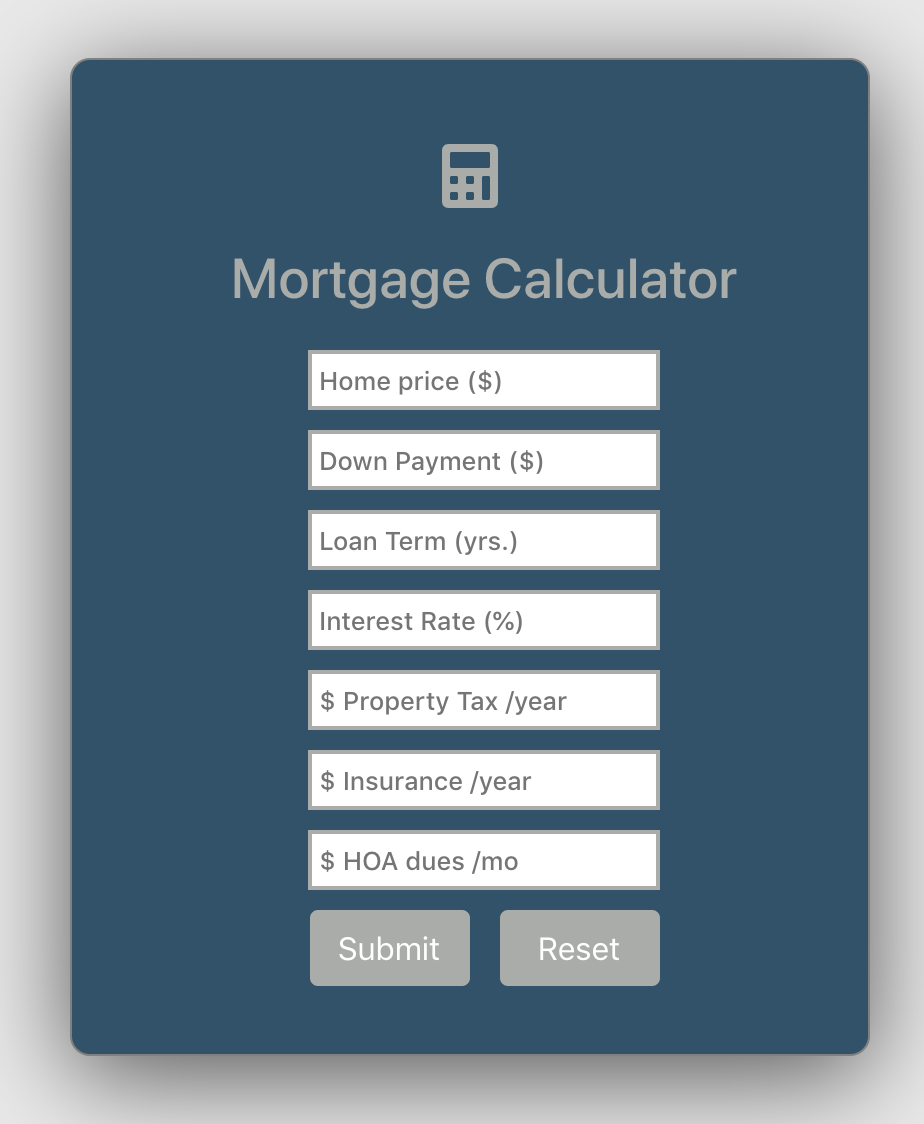 Mortgage Calculator
Home price ($)
Down Payment ($)
Loan Term (yrs.)
Interest Rate (%)
$ Property Tax /year
$ Insurance /year
$ HOA dues /mo
Submit Reset